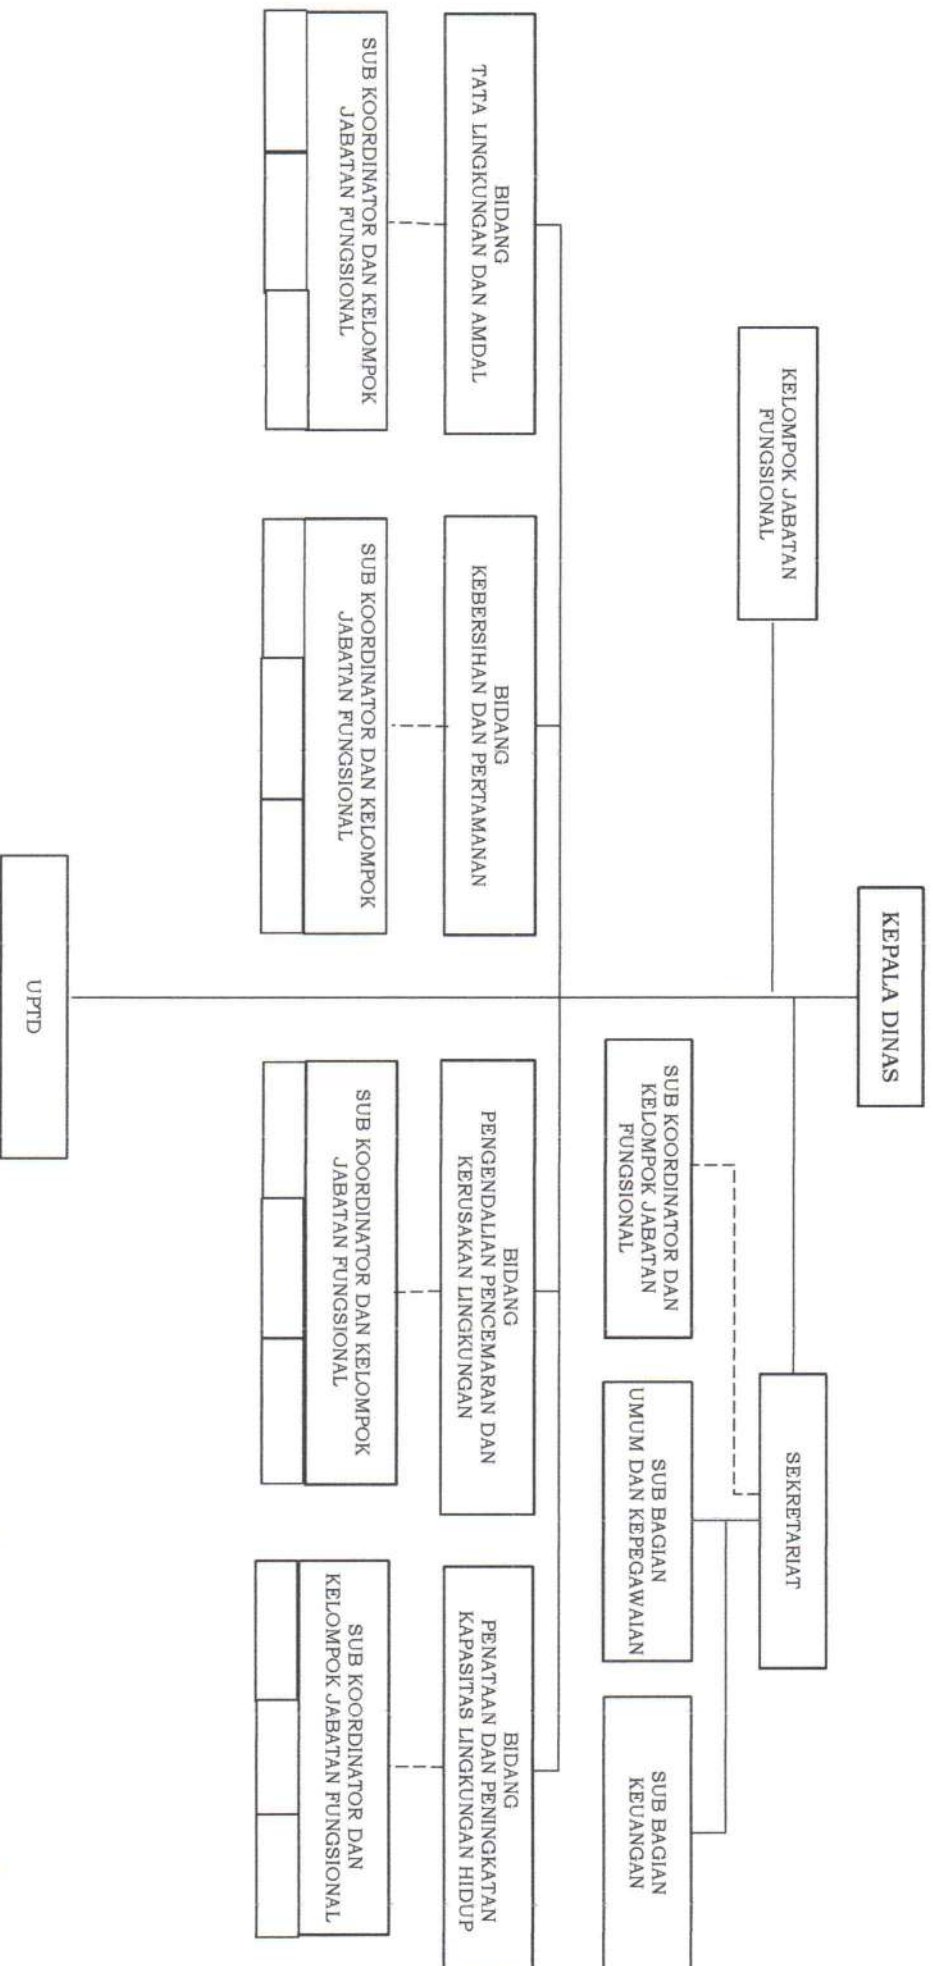 KEPALA DINAS
KELOMPOK JABATAN
FUNGSIONAL
SEKRETARIAT
SUB KOORDINATOR DAN
KELOMPOK JABATAN
FUNGSIONAL
SUB BAGIAN
UMUM DAN KEPEGAWAIAN
SUB BAGIAN
KEUANGAN
BIDANG
TATA LINGKUNGAN DAN AMDAL
BIDANG
KEBERSIHAN DAN PERTAMANAN
BIDANG
PENGENDALIAN PENCEMARAN DAN
KERUSAKAN LINGKUNGAN
BIDANG
PENATAAN DAN PENINGKATAN
KAPASITAS LINGKUNGAN HIDUP
SUB KOORDINATOR DAN KELOMPOK
JABATAN FUNGSIONAL
SUB KOORDINATOR DAN KELOMPOK
JABATAN FUNGSIONAL
SUB KOORDINATOR DAN KELOMPOK
JABATAN FUNGSIONAL
SUB KOORDINATOR DAN
KELOMPOK JABATAN FUNGSIONAL
UPTD